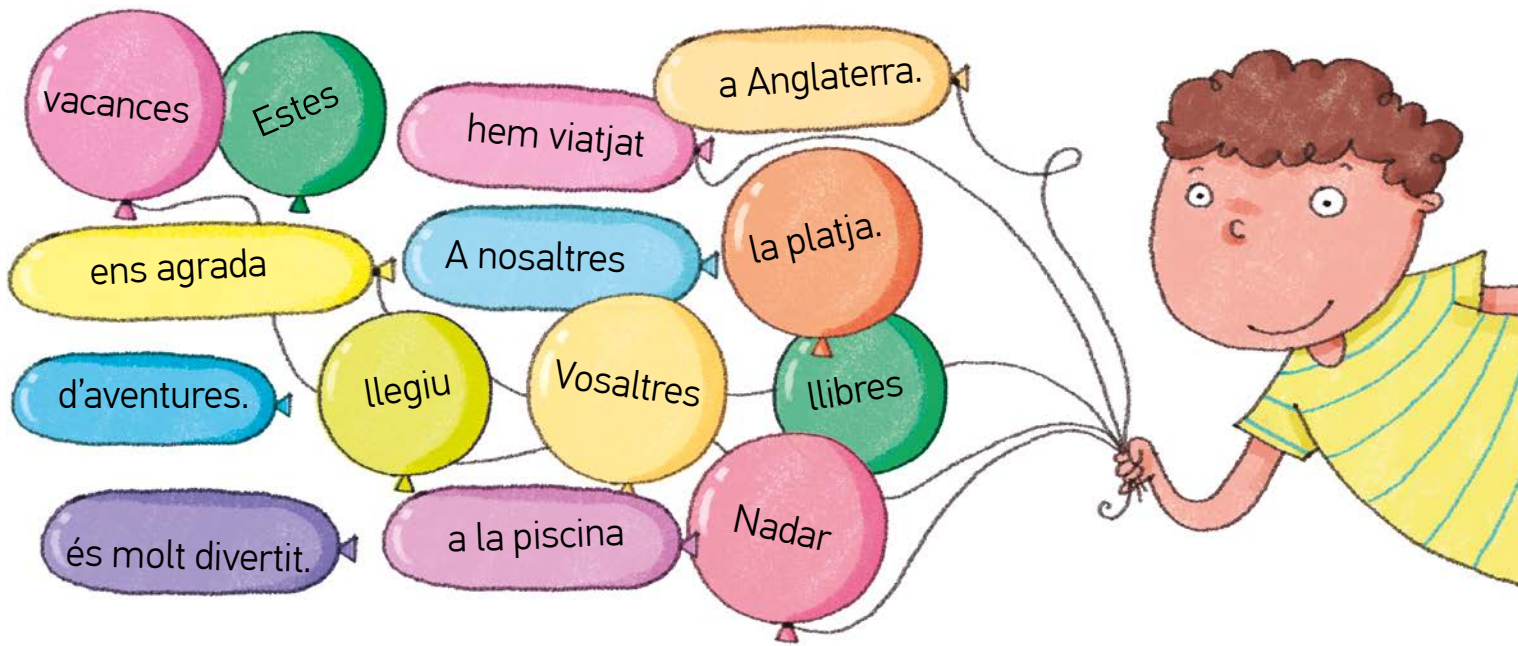 vacances
Estes
hem viatjat
a Anglaterra.
ens agrada
A nosaltres
la platja.
d'aventures.
llegiu
Vosaltres
llibres
és molt divertit.
a la piscina
Nadar